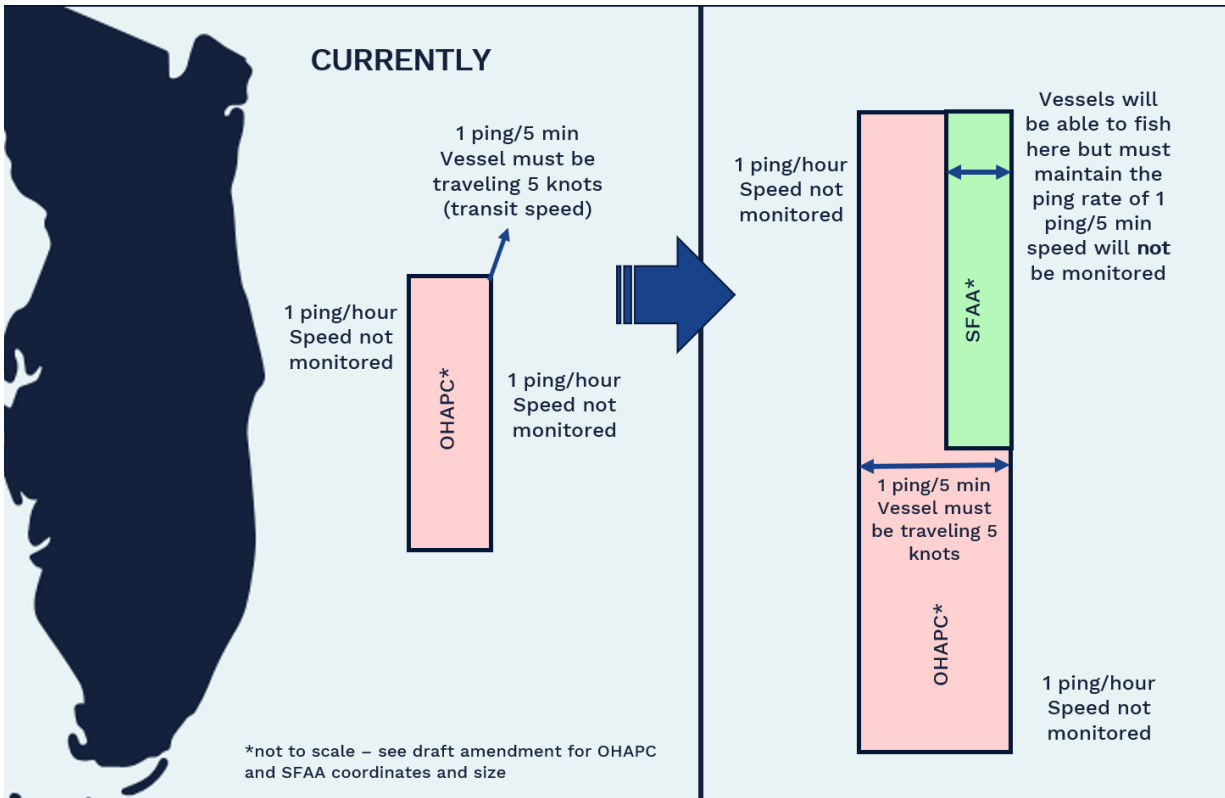 CURRENTLY
1 ping/5 min
Vessel must be
traveling 5 knots
(transit speed)
1 ping/hour
Speed not
monitored
OHAPC*
1 ping/hour
Speed not
monitored
*not to scale – see draft amendment for OHAPC
and SFAA coordinates and size
1 ping/hour
Speed not
monitored
SFAA*
Vessels will
be able to fish
here but must
maintain the
ping rate of 1
ping/5 min
speed will not
be monitored
1 ping/5 min
Vessel must
be traveling 5
knots
OHAPC*
1 ping/hour
Speed not
monitored